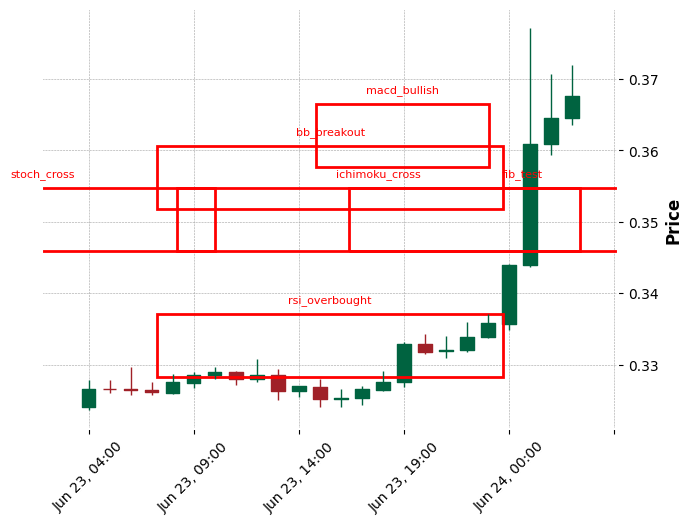 macd_bullish
bb_breakout
stoch_cross
ichimoku_cross
fib_test
rsi_overbought
0.37
0.36
0.35
0.34
0.33
Price
Jun 23, 04:00
Jun 23, 09:00
Jun 23, 14:00
Jun 23, 19:00
Jun 24, 00:00